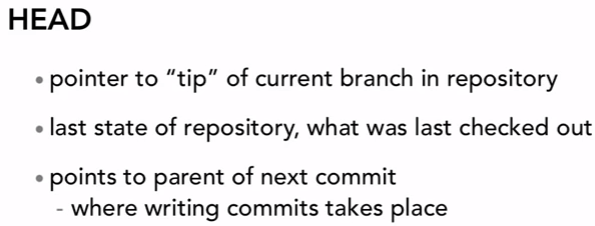 HEAD
• pointer to “tip” of current branch in repository
• last state of repository, what was last checked out
• points to parent of next commit
- where writing commits takes place